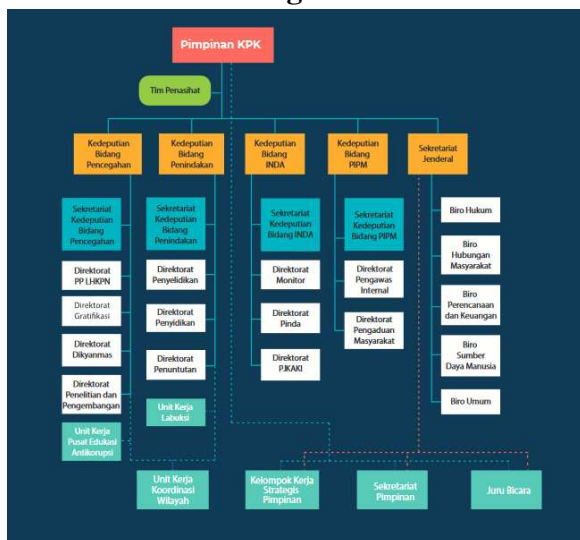 Pimpinan KPK
Tim Penasihat
Kedeputian
Bidang
Pencegahan
Kedeputian
Bidang
Penindakan
Kedeputian
Bidang
INDA
Kedeputian
Bidang
PIPM
Sekretariat
Jenderal
Sekretariat
Kedeputian
Bidang
Pencegahan
Direktorat
PP LHKPN
Direktorat
Gratifikasi
Direktorat
Dikyanmas
Direktorat
Penelitian dan
Pengembangan
Unit Kerja
Pusat Edukasi
Antikorupsi
Sekretariat
Kedeputian
Bidang
Penindakan
Direktorat
Penyelidikan
Direktorat
Penyidikan
Direktorat
Penuntutan
Unit Kerja
Labuksi
Sekretariat
Kedeputian
Bidang INDA
Direktorat
Monitor
Direktorat
Pinda
Direktorat
PJKAKI
Sekretariat
Kedeputian
Bidang PIPM
Direktorat
Pengawas
Internal
Direktorat
Pengaduan
Masyarakat
Biro Hukum
Biro
Hubungan
Masyarakat
Biro
Perencanaan
dan Keuangan
Biro
Sumber
Daya Manusia
Biro Umum
Unit Kerja
Koordinasi
Wilayah
Kelompok Kerja
Strategis
Pimpinan
Sekretariat
Pimpinan
Juru Bicara